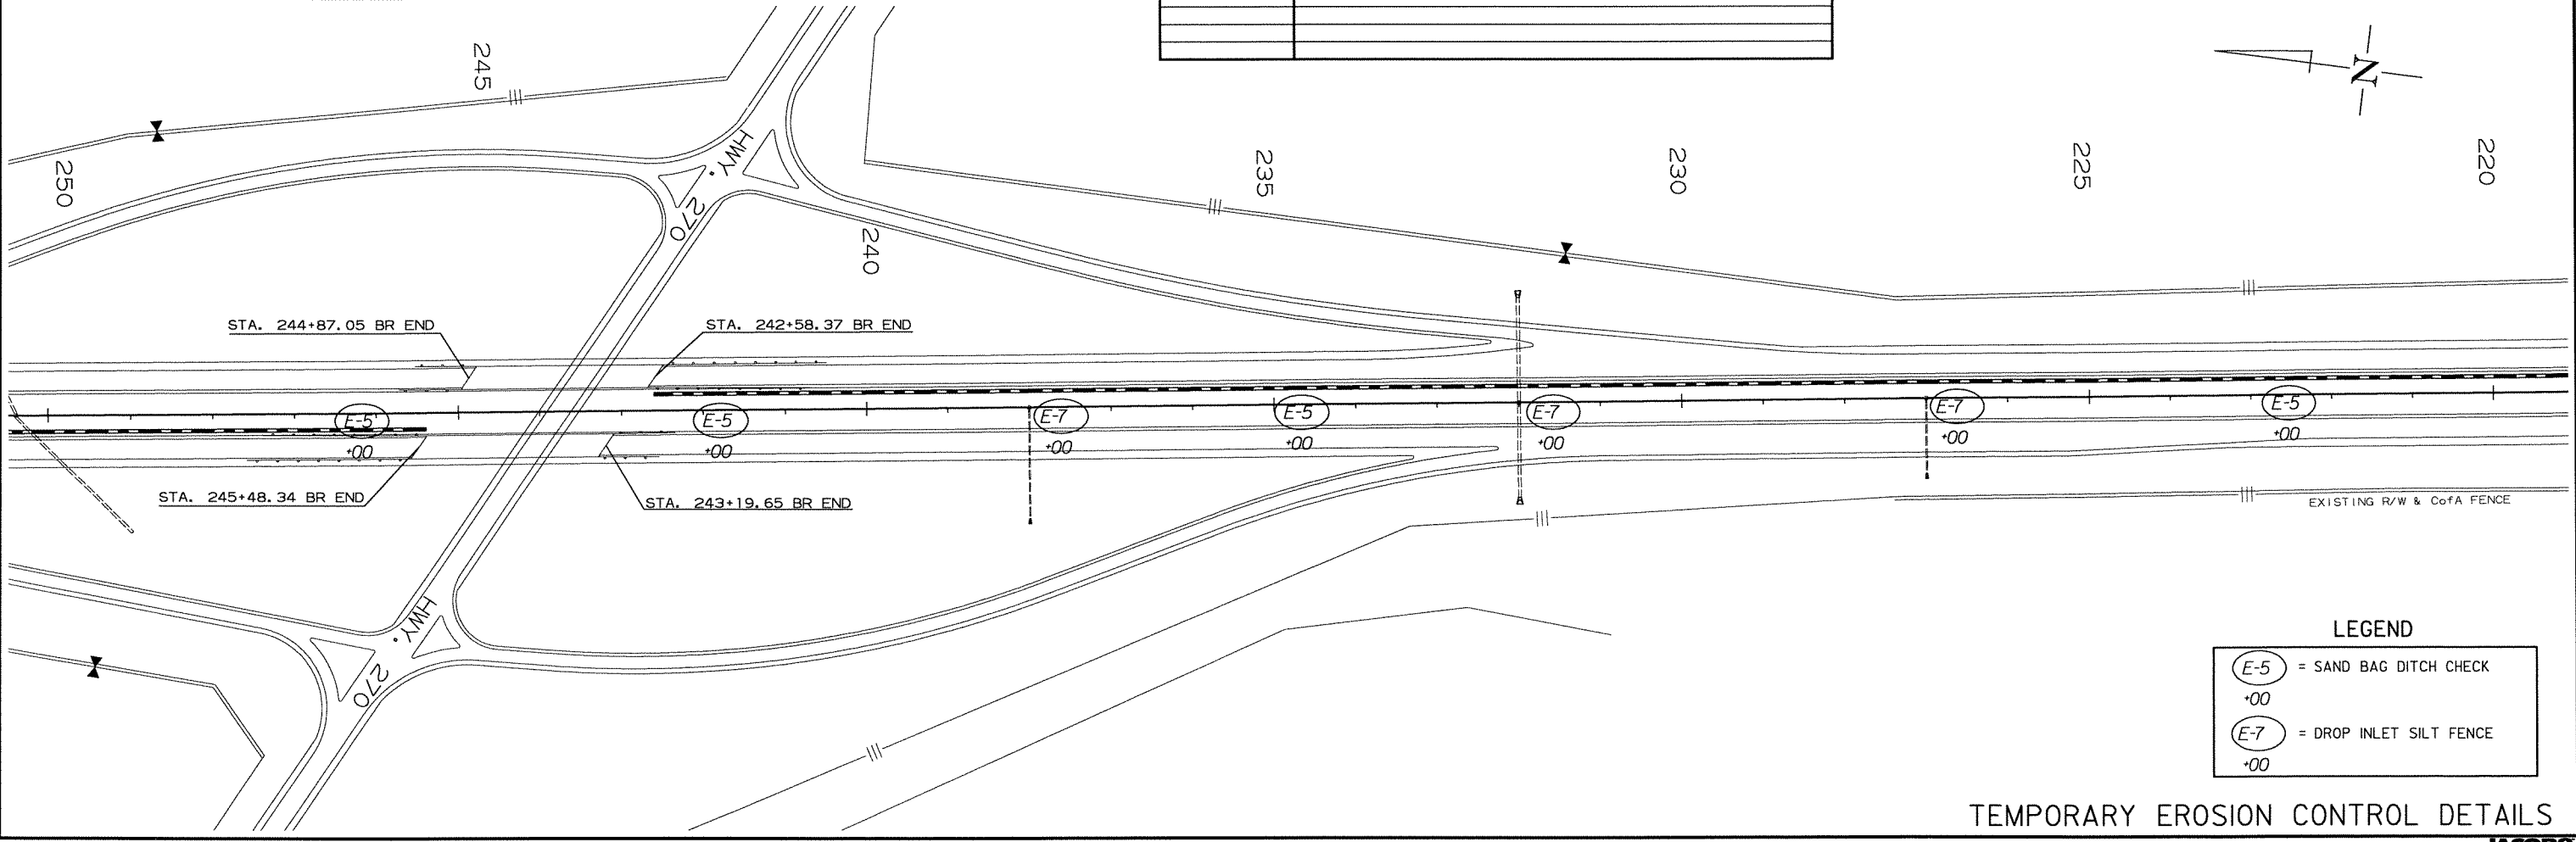 245
250
240
235
230
225
220
N
HWY. 270
STA. 244+87.05 BR END
STA. 242+58.37 BR END
E-5
+00
E-5
+00
E-7
+00
E-5
+00
E-7
+00
E-7
+00
E-5
+00
STA. 245+48.34 BR END
STA. 243+19.65 BR END
EXISTING R/W & CofA FENCE
HWY. 270
LEGEND
E-5 = SAND BAG DITCH CHECK
+00
E-7 = DROP INLET SILT FENCE
+00
TEMPORARY EROSION CONTROL DETAILS